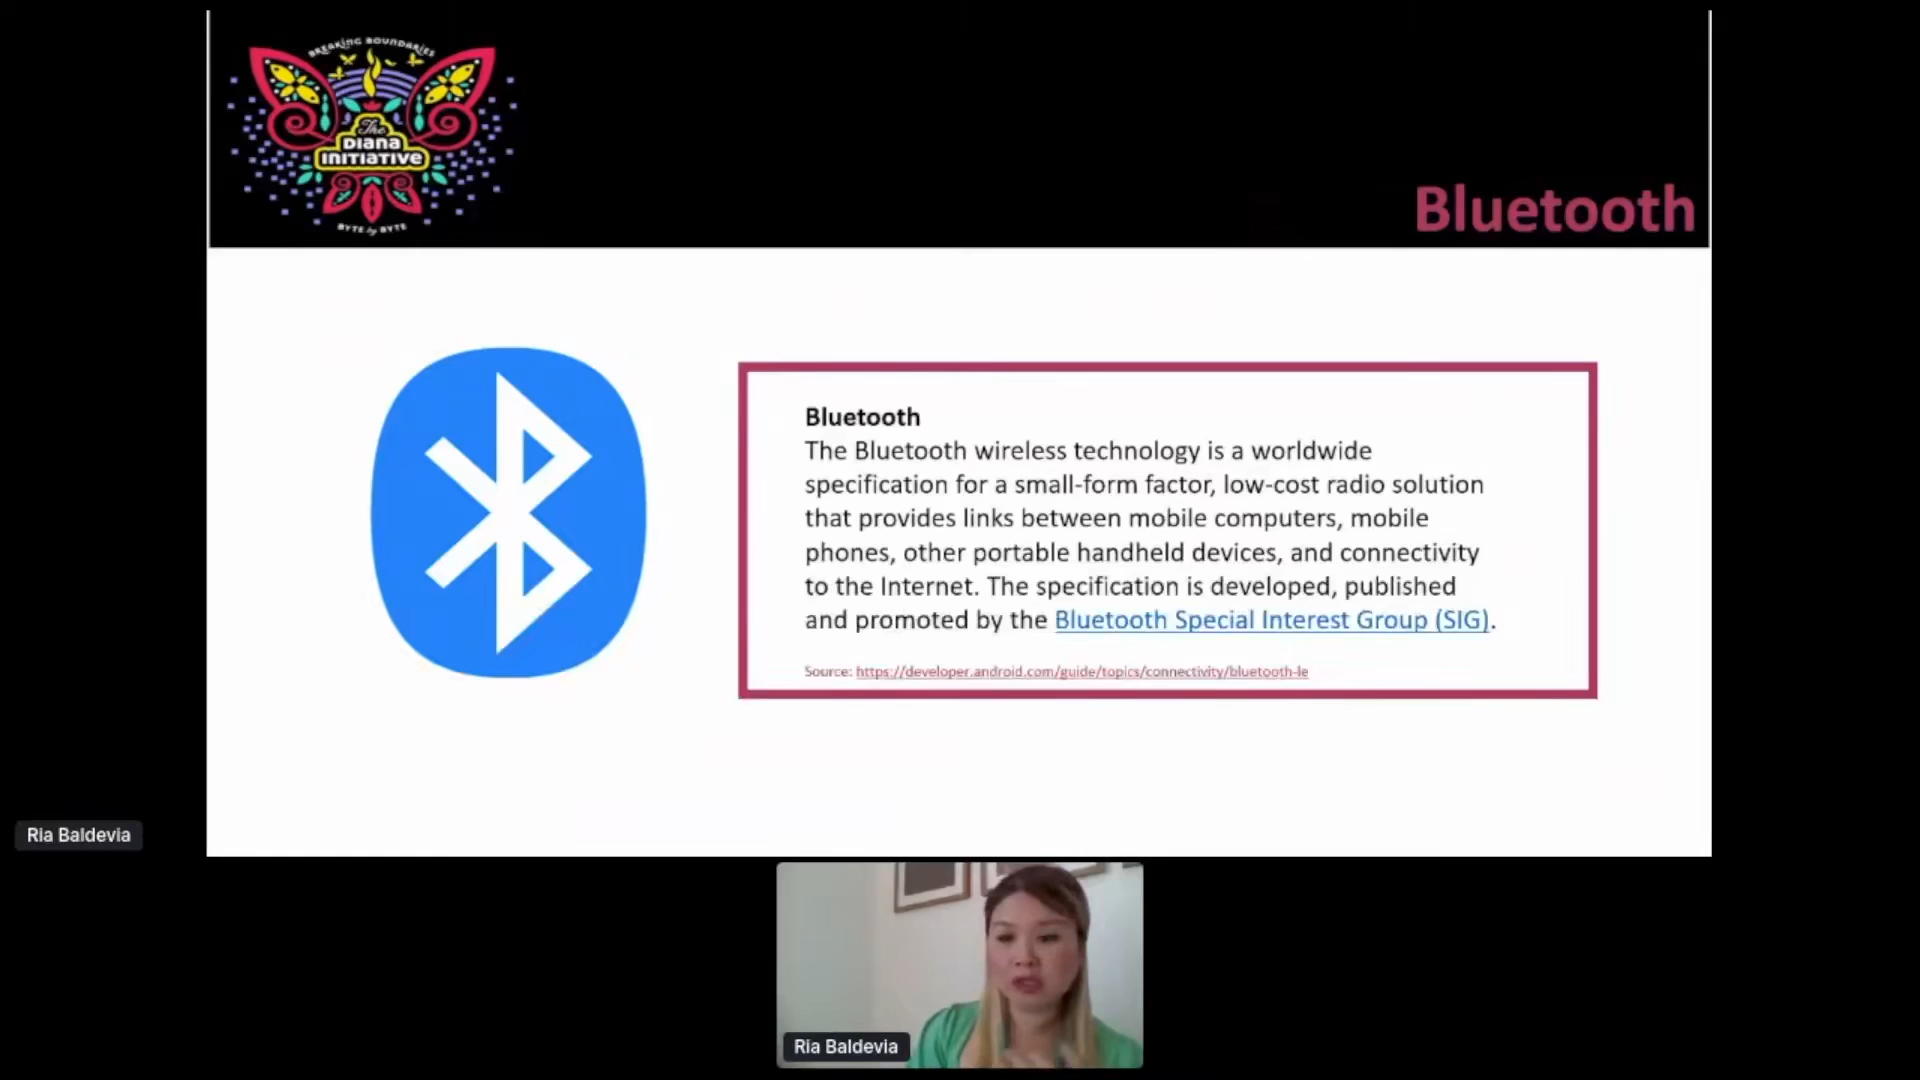 BREAKING BOUNDARIES
The
Diana
INITIATIVE
BYTE by BYTE
Bluetooth
Bluetooth
The Bluetooth wireless technology is a worldwide
specification for a small-form factor, low-cost radio solution
that provides links between mobile computers, mobile
phones, other portable handheld devices, and connectivity
to the Internet. The specification is developed, published
and promoted by the Bluetooth Special Interest Group (SIG).
Source: https://developer.android.com/guide/topics/connectivity/bluetooth-le
Ria Baldevia
Ria Baldevia